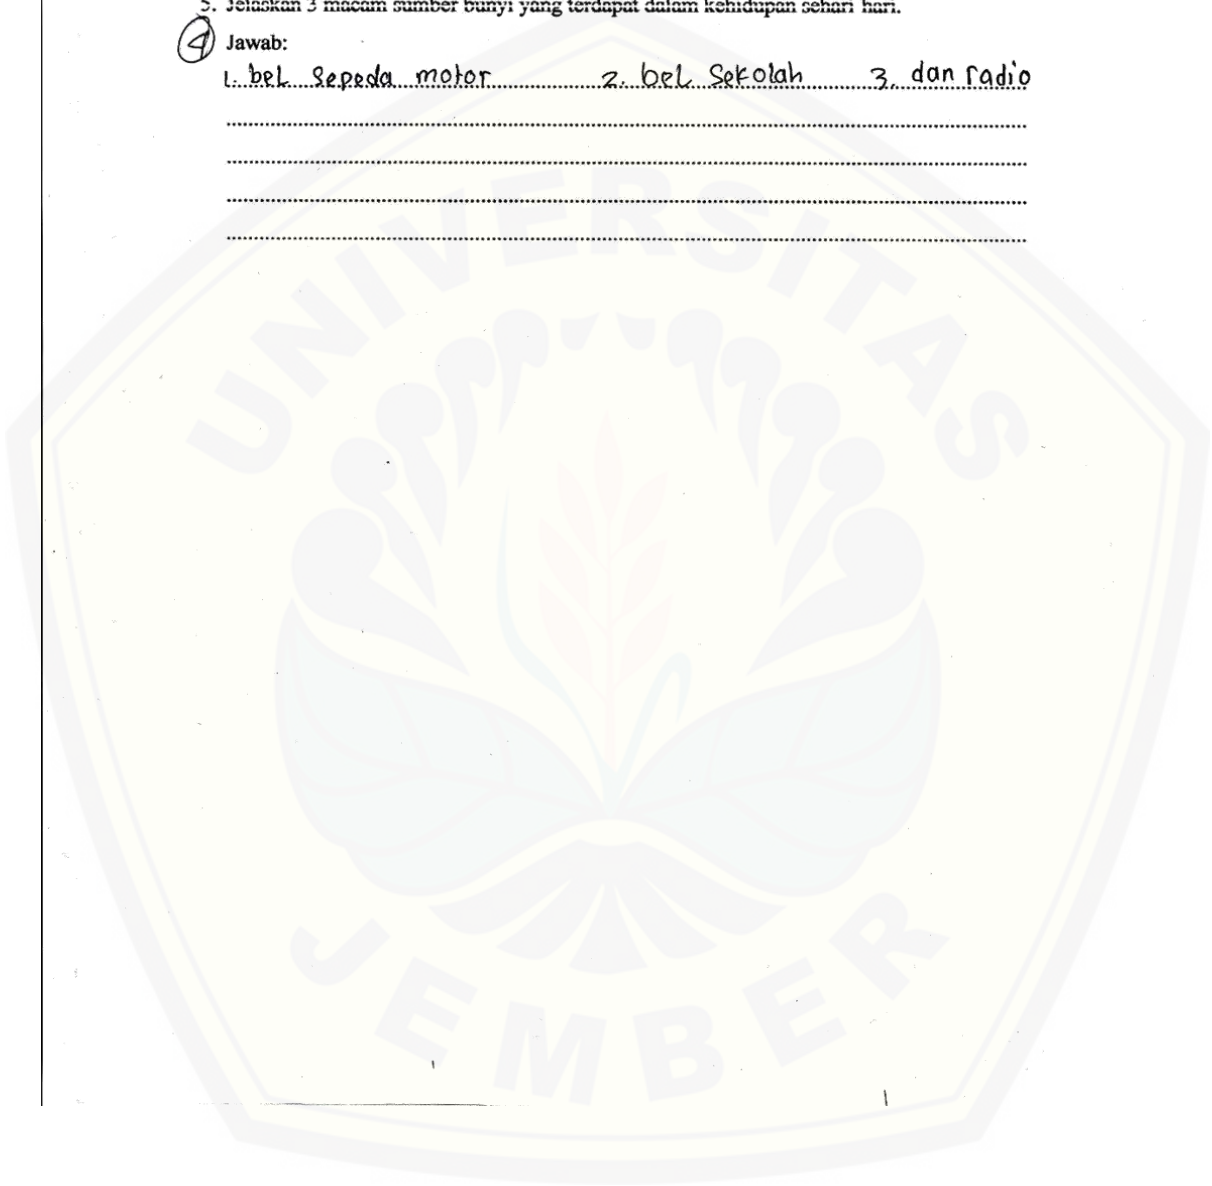 5. Jelaskan 3 macam sumber bunyi yang terdapat dalam kehidupan sehari hari.
4 Jawab:
1. bel sepeda motor 2. bel sekolah 3. dan radio
UNIVERSITAS
JEMBER